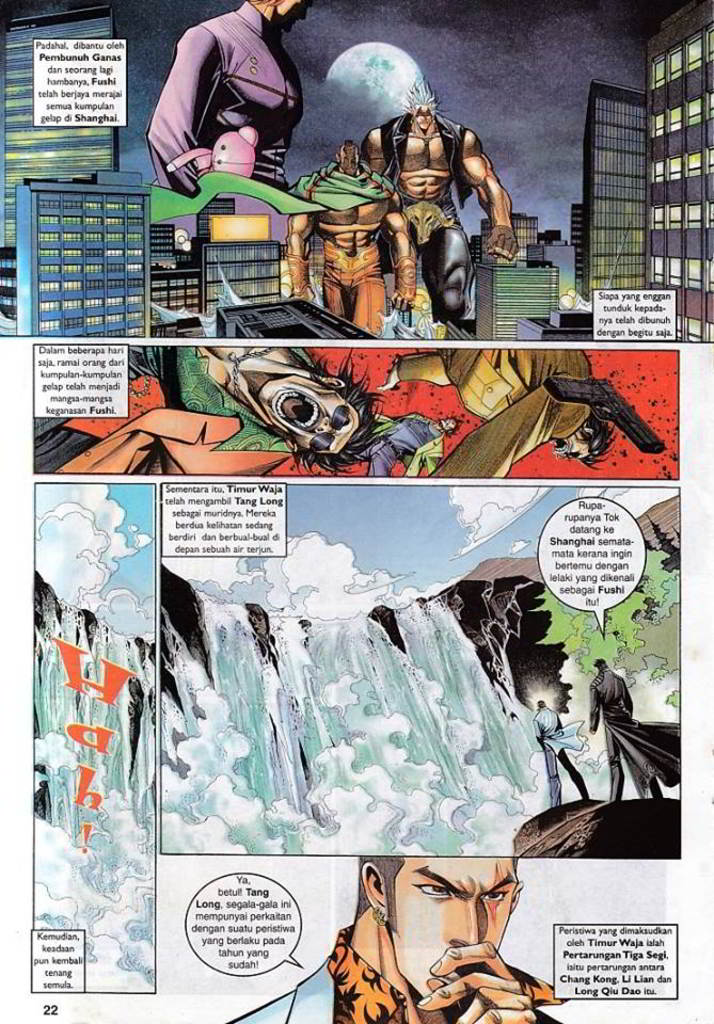 Padahal, dibantu oleh
Pembunuh Ganas
dan seorang lagi
hambanya, Fushi
telah berjaya merajai
semua kumpulan
gelap di Shanghai.
Siapa yang enggan
tunduk kepada-
nya telah dibunuh
dengan begitu saja.
Dalam beberapa hari
saja, ramai orang dari
kumpulan-kumpulan
gelap telah menjadi
mangsa-mangsa
keganasan Fushi.
Sementara itu, Timur Waja
telah mengambil Tang Long
sebagai muridnya. Mereka
berdua kelihatan sedang
berdiri dan berbual-bual di
depan sebuah air terjun.
Rupa-
rupanya Tok
datang ke
Shanghai semata-
mata kerana ingin
bertemu dengan
lelaki yang dikenali
sebagai Fushi
itu!
Hah!
Kemudian,
keadaan
pun kembali
tenang
semula.
Ya,
betul! Tang
Long, segala-gala ini
mempunyai perkaitan
dengan suatu peristiwa
yang berlaku pada
tahun yang
sudah!
Peristiwa yang dimaksudkan
oleh Timur Waja ialah
Pertarungan Tiga Segi,
iaitu pertarungan antara
Chang Kong, Li Lian dan
Long Qiu Dao itu.
22